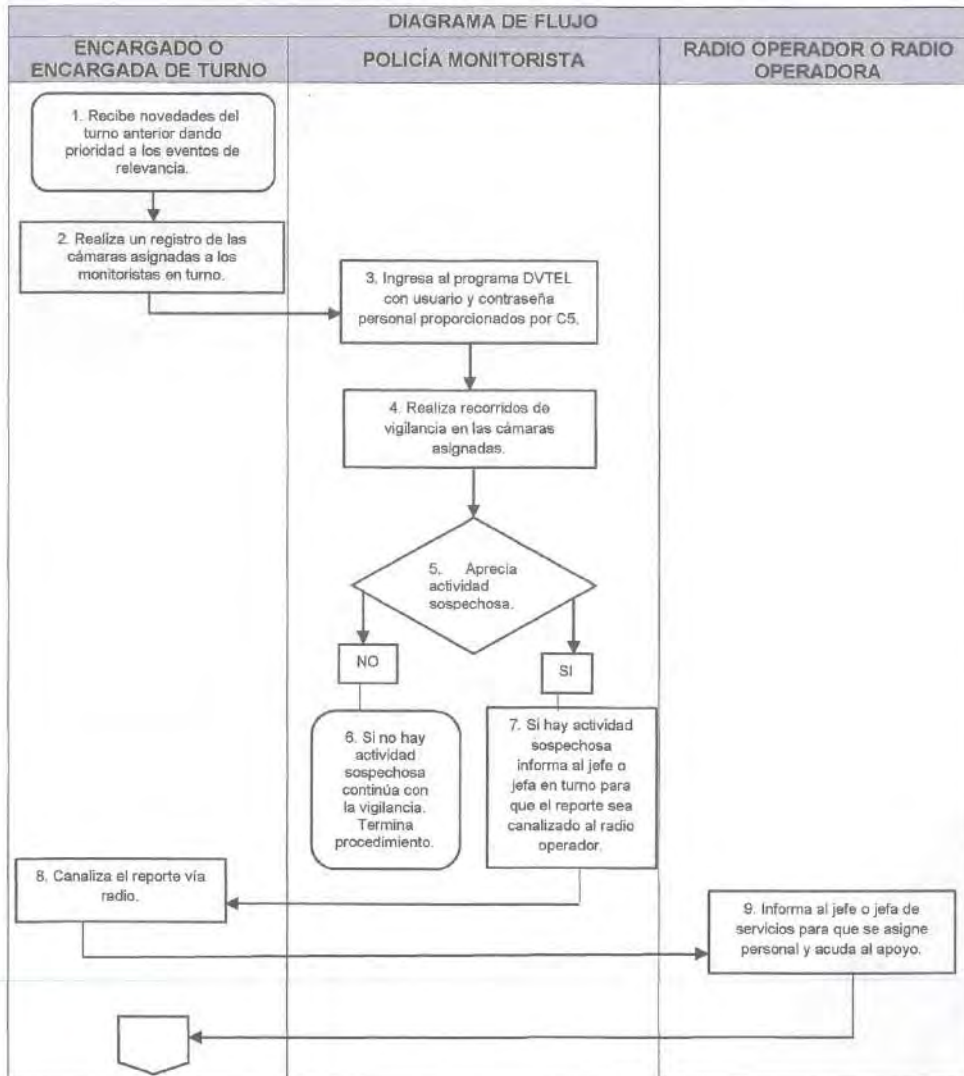 DIAGRAMA DE FLUJO
ENCARGADO O
ENCARGADA DE TURNO
POLICÍA MONITORISTA
RADIO OPERADOR O RADIO
OPERADORA
1. Recibe novedades del
turno anterior dando
prioridad a los eventos de
relevancia.
2. Realiza un registro de las
cámaras asignadas a los
monitoristas en turno.
3. Ingresa al programa DVTEL
con usuario y contraseña
personal proporcionados por C5.
4. Realiza recorridos de
vigilancia en las cámaras
asignadas.
5. Aprecia
actividad
sospechosa.
NO
SI
6. Si no hay
actividad
sospechosa
continúa con
la vigilancia.
Termina
procedimiento.
7. Si hay actividad
sospechosa
informa al jefe o
jefa en turno para
que el reporte sea
canalizado al radio
operador.
8. Canaliza el reporte vía
radio.
9. Informa al jefe o jefa de
servicios para que se asigne
personal y acuda al apoyo.